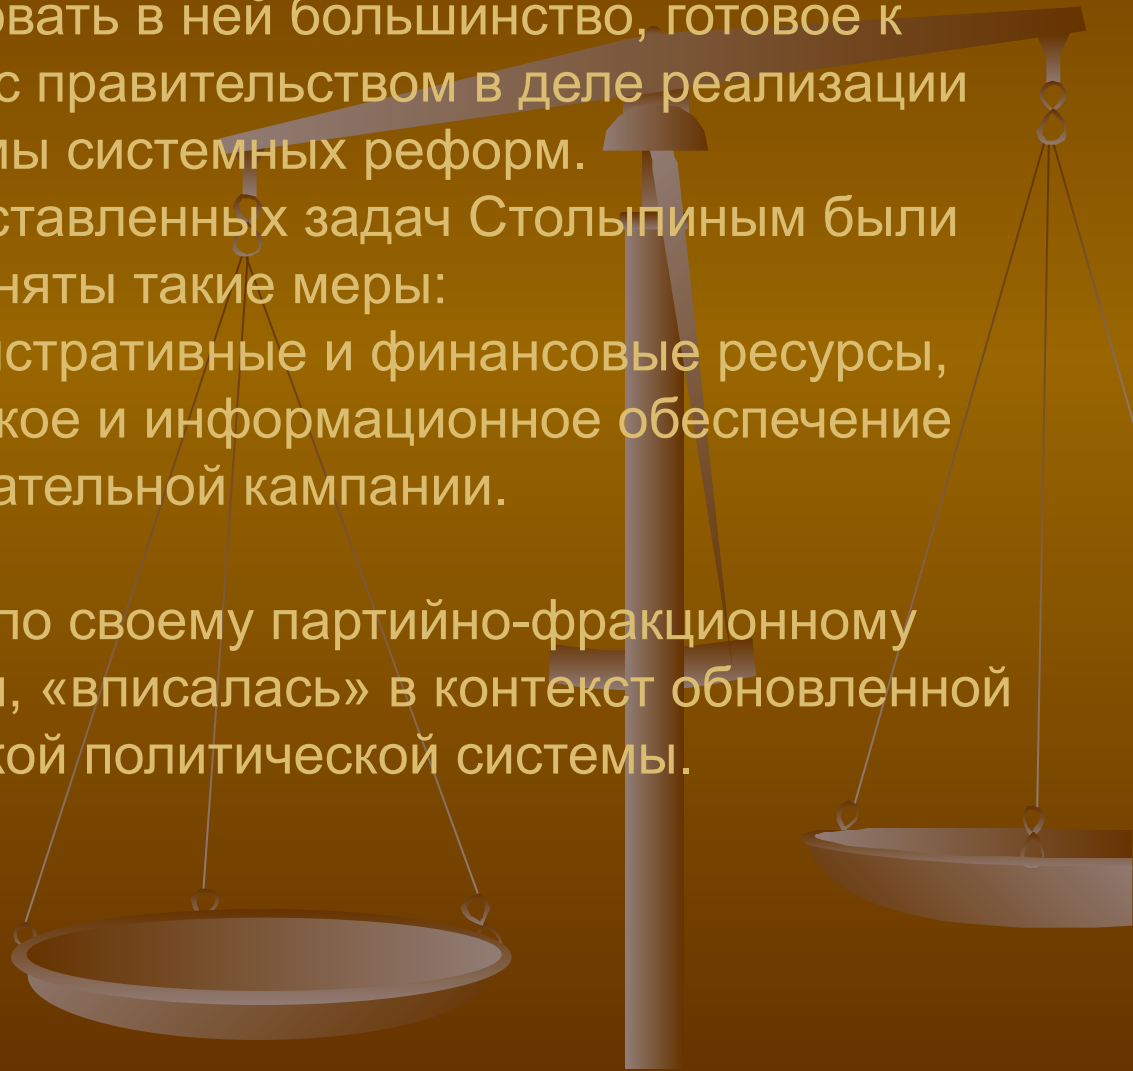 овать в ней большинство, готовое к
с правительством в деле реализации
мы системных реформ.
ставленных задач Столыпиным были
няты такие меры:
истративные и финансовые ресурсы,
кое и информационное обеспечение
ательной кампании.
по своему партийно-фракционному
и, «вписалась» в контекст обновленной
кой политической системы.